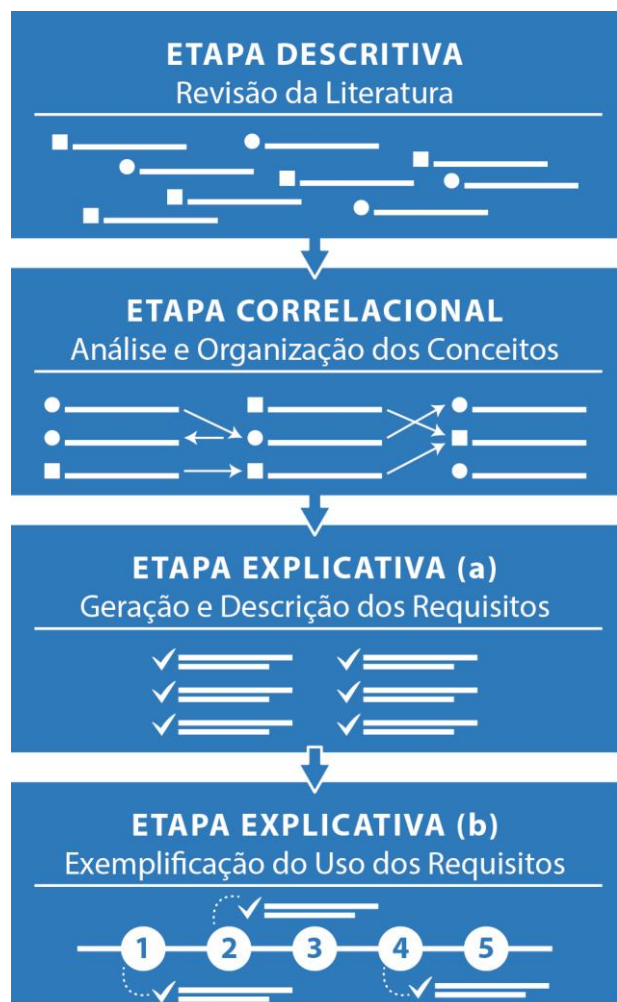 ETAPA DESCRITIVA
Revisão da Literatura
ETAPA CORRELACIONAL
Análise e Organização dos Conceitos
ETAPA EXPLICATIVA (a)
Geração e Descrição dos Requisitos
ETAPA EXPLICATIVA (b)
Exemplificação do Uso dos Requisitos
1 2 3 4 5